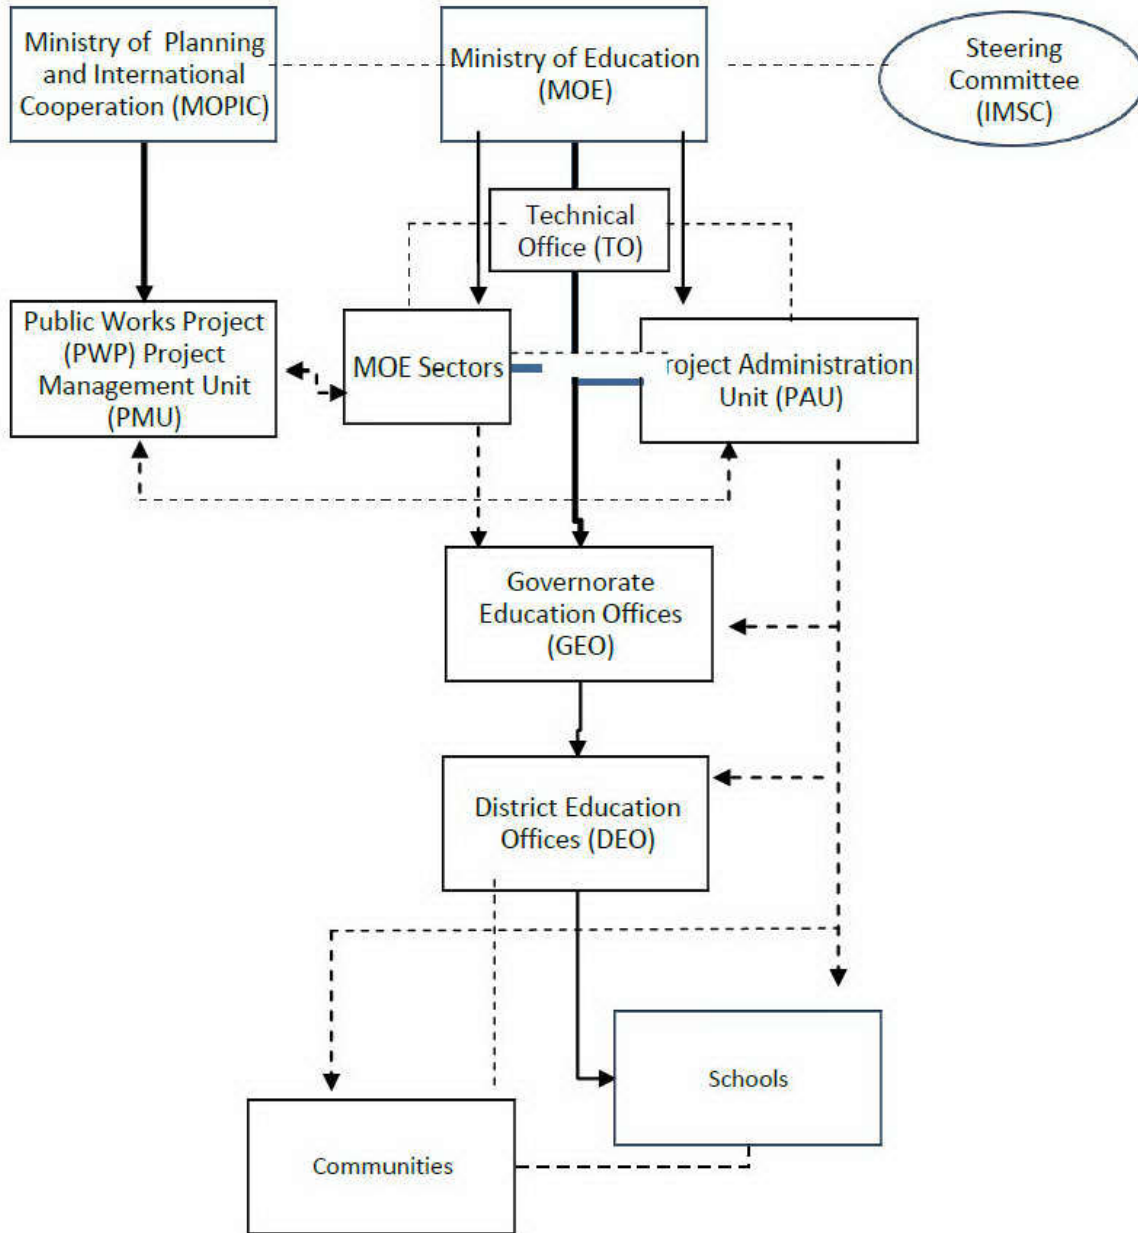 Ministry of Planning
and International
Cooperation (MOPIC)
Ministry of Education
(MOE)
Steering
Committee
(IMSC)
Technical
Office (TO)
Public Works Project
(PWP) Project
Management Unit
(PMU)
MOE Sectors
roject Administration
Unit (PAU)
Governorate
Education Offices
(GEO)
District Education
Offices (DEO)
Schools
Communities